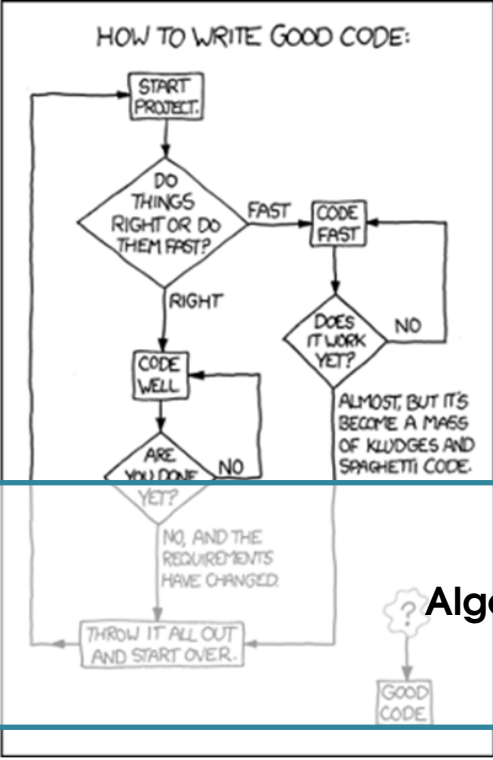 HOW TO WRITE GOOD CODE:
START
PROJECT.
DO
THINGS
RIGHT OR DO
THEM FAST?
FAST
CODE
FAST
RIGHT
DOES
IT WORK
YET?
NO
CODE
WELL
ALMOST, BUT IT'S
BECOME A MASS
OF KLUDGES AND
SPAGHETTI CODE.
ARE
YOU DONE
YET?
NO
NO, AND THE
REQUIREMENTS
HAVE CHANGED.
THROW IT ALL OUT
AND START OVER.
?
Algo
GOOD
CODE